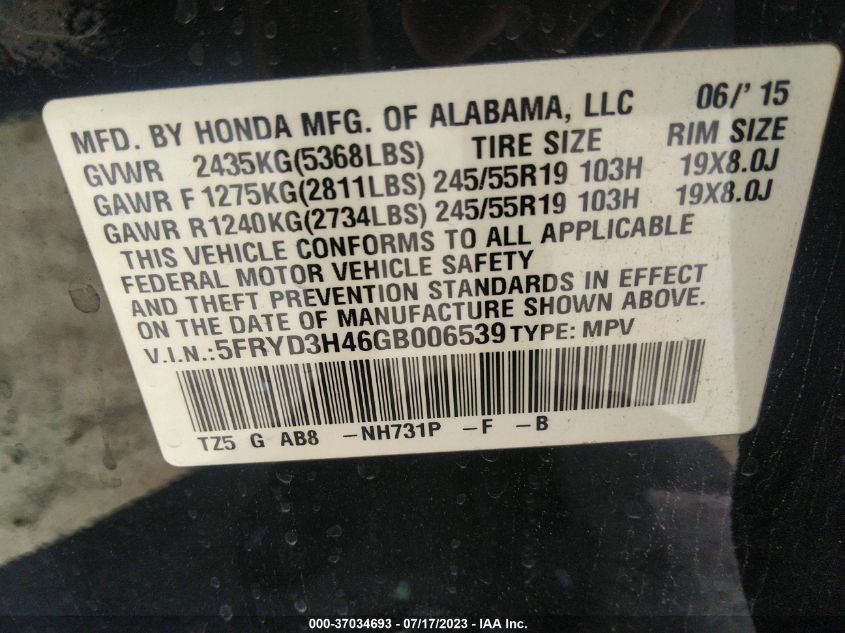 MFD. BY HONDA MFG. OF ALABAMA, LLC 06/' 15
GVWR 2435KG(5368LBS) TIRE SIZE RIM SIZE
GAWR F 1275KG(2811LBS) 245/55R19 103H 19X8.0J
GAWR R1240KG(2734LBS) 245/55R19 103H 19X8.0J
THIS VEHICLE CONFORMS TO ALL APPLICABLE
FEDERAL MOTOR VEHICLE SAFETY
AND THEFT PREVENTION STANDARDS IN EFFECT
ON THE DATE OF MANUFACTURE SHOWN ABOVE.
V.I.N.:5FRYD3H46GB006539 TYPE: MPV
TZ5 G AB8 -NH731P -F -B
000-37034693 - 07/17/2023 - IAAI.com